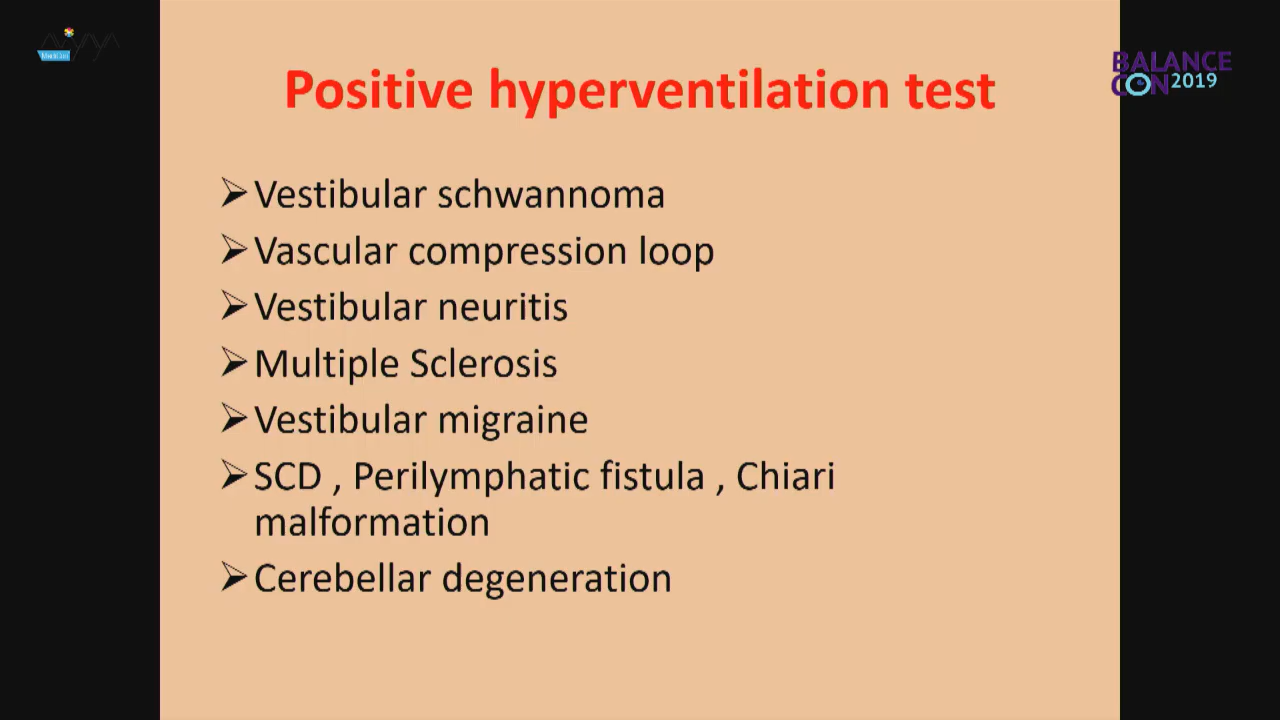 BALANCE
CON 2019
Positive hyperventilation test
Vestibular schwannoma
Vascular compression loop
Vestibular neuritis
Multiple Sclerosis
Vestibular migraine
SCD , Perilymphatic fistula , Chiari
malformation
Cerebellar degeneration